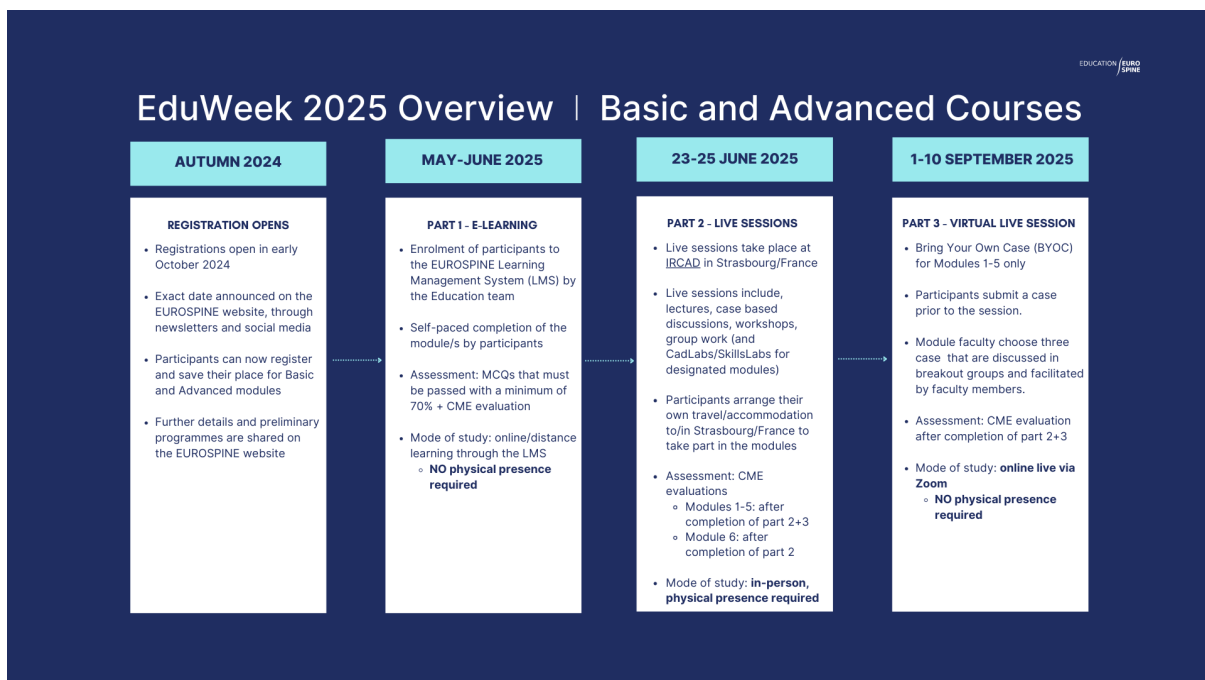 EDUCATION EURO
SPINE
EduWeek 2025 Overview | Basic and Advanced Courses
AUTUMN 2024
REGISTRATION OPENS
• Registrations open in early
October 2024
• Exact date announced on the
EUROSPINE website, through
newsletters and social media
• Participants can now register
and save their place for Basic
and Advanced modules
• Further details and preliminary
programmes are shared on
the EUROSPINE website
MAY-JUNE 2025
PART 1 - E-LEARNING
• Enrolment of participants to
the EUROSPINE Learning
Management System (LMS) by
the Education team
• Self-paced completion of the
module/s by participants
• Assessment: MCQs that must
be passed with a minimum of
70% + CME evaluation
• Mode of study: online/distance
learning through the LMS
◦ NO physical presence
required
23-25 JUNE 2025
PART 2 - LIVE SESSIONS
• Live sessions take place at
IRCAD in Strasbourg/France
• Live sessions include,
lectures, case based
discussions, workshops,
group work (and
CadLabs/SkillsLabs for
designated modules)
• Participants arrange their
own travel/accommodation
to/in Strasbourg/France to
take part in the modules
• Assessment: CME
evaluations
◦ Modules 1-5: after
completion of part 2+3
◦ Module 6: after
completion of part 2
• Mode of study: in-person,
physical presence required
1-10 SEPTEMBER 2025
PART 3 - VIRTUAL LIVE SESSION
• Bring Your Own Case (BYOC)
for Modules 1-5 only
• Participants submit a case
prior to the session.
• Module faculty choose three
case that are discussed in
breakout groups and facilitated
by faculty members.
• Assessment: CME evaluation
after completion of part 2+3
• Mode of study: online live via
Zoom
◦ NO physical presence
required